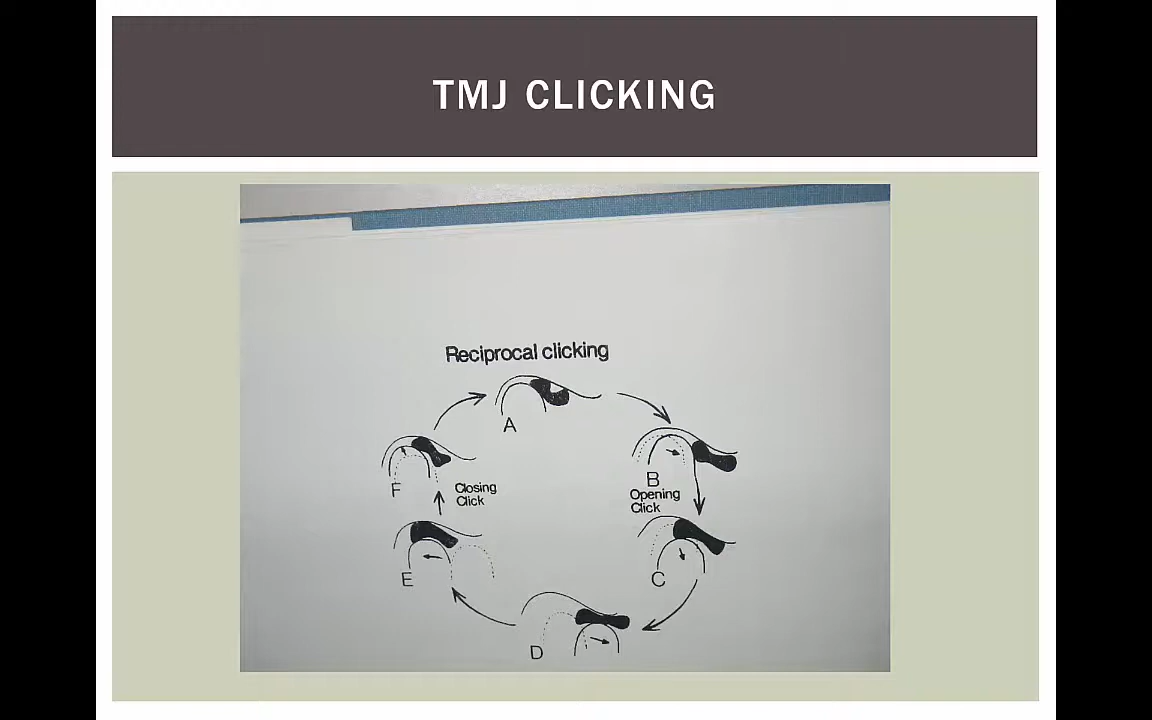 TMJ CLICKING
Reciprocal clicking
A
B
Opening
Click
C
D
E
Closing
Click
F